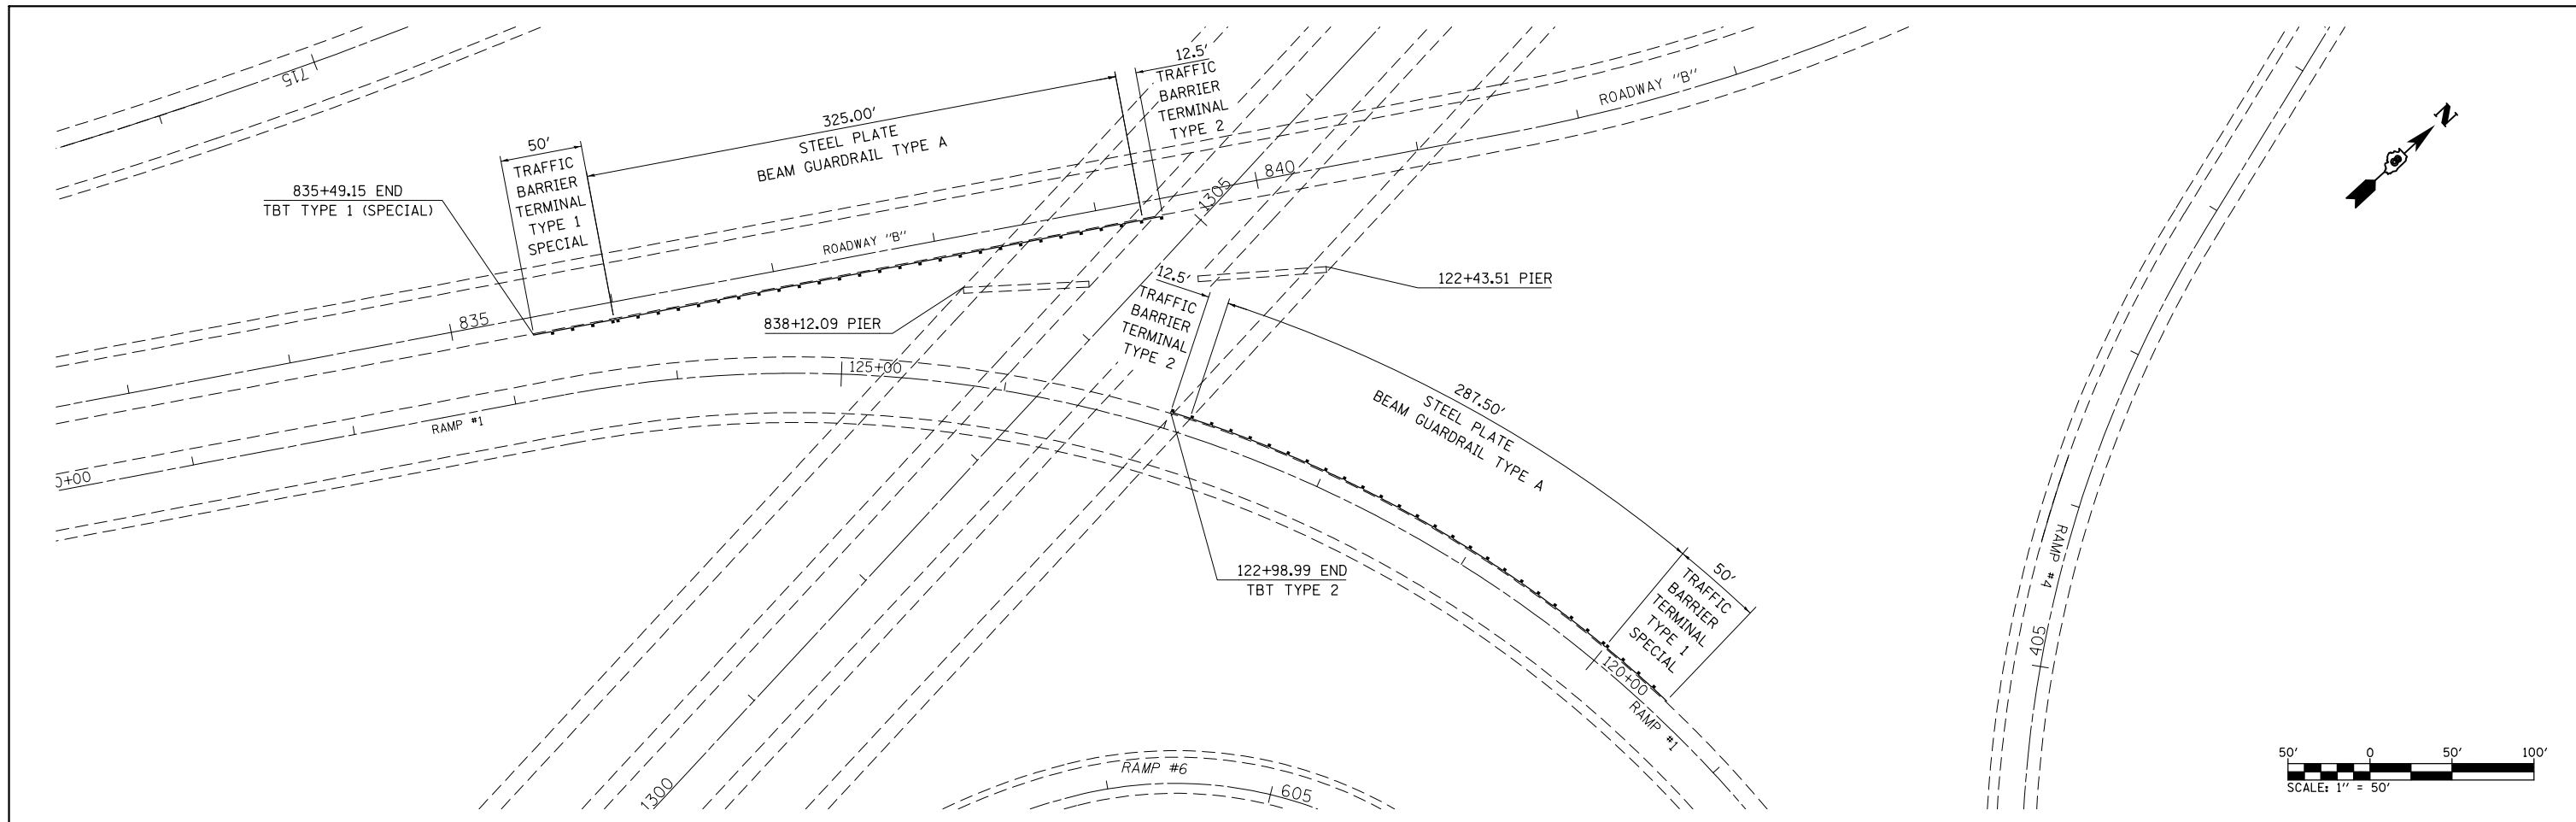 715
12.5'
TRAFFIC
BARRIER
TERMINAL
TYPE 2
325.00'
STEEL PLATE
BEAM GUARDRAIL TYPE A
50'
TRAFFIC
BARRIER
TERMINAL
TYPE 1
SPECIAL
835+49.15 END
TBT TYPE 1 (SPECIAL)
ROADWAY "B"
N
840
1305
ROADWAY "B"
835
838+12.09 PIER
122+43.51 PIER
12.5'
TRAFFIC
BARRIER
TERMINAL
TYPE 2
125+00
RAMP #1
0+00
287.50'
STEEL PLATE
BEAM GUARDRAIL TYPE A
122+98.99 END
TBT TYPE 2
50'
TRAFFIC
BARRIER
TERMINAL
TYPE 1
SPECIAL
120+00
RAMP #1
RAMP #4
405
1300
RAMP #6
605
50' 0 50' 100'
SCALE: 1" = 50'